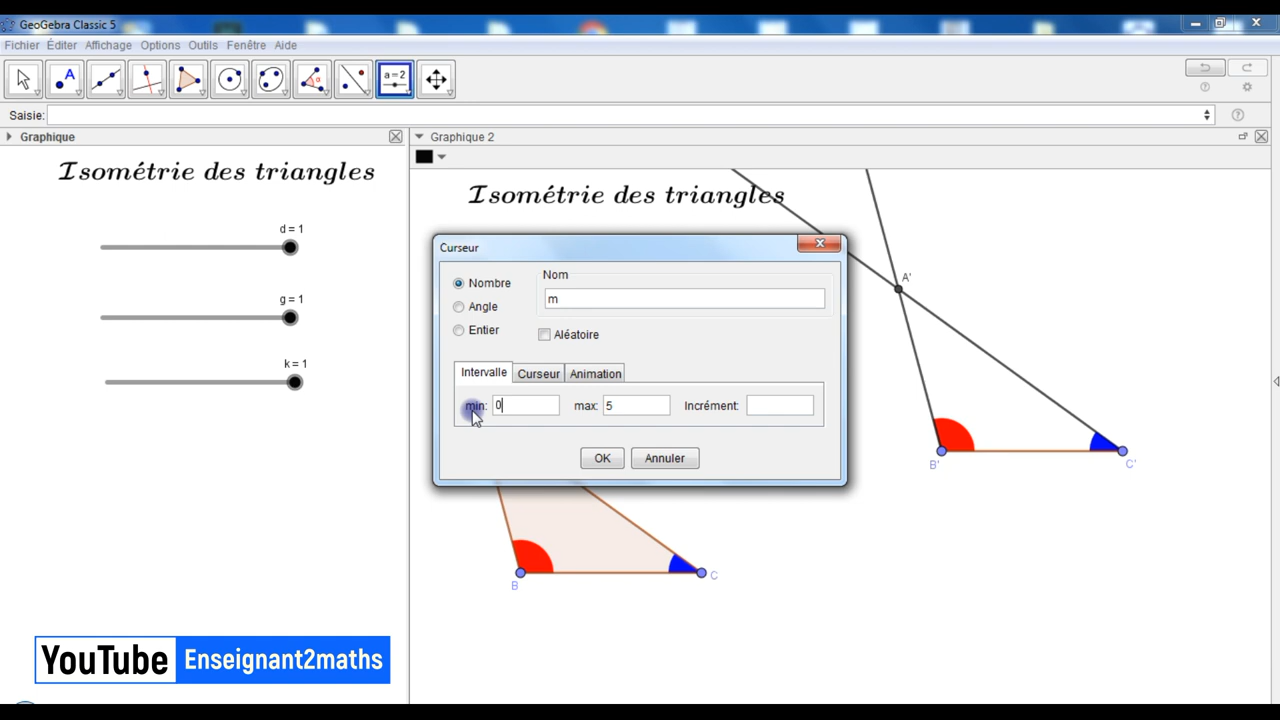 GeoGebra Classic 5
Fichier Éditer Affichage Options Outils Fenêtre Aide
A
α
a=2
Saisie:
Graphique
Graphique 2
Isométrie des triangles
d = 1
g = 1
k = 1
Isométrie des triangles
Curseur
Nombre
Angle
Entier
Nom
m
Aléatoire
Intervalle Curseur Animation
min: 0 max: 5 Incrément:
OK Annuler
A'
B'
C'
B
C
YouTube Enseignant2maths